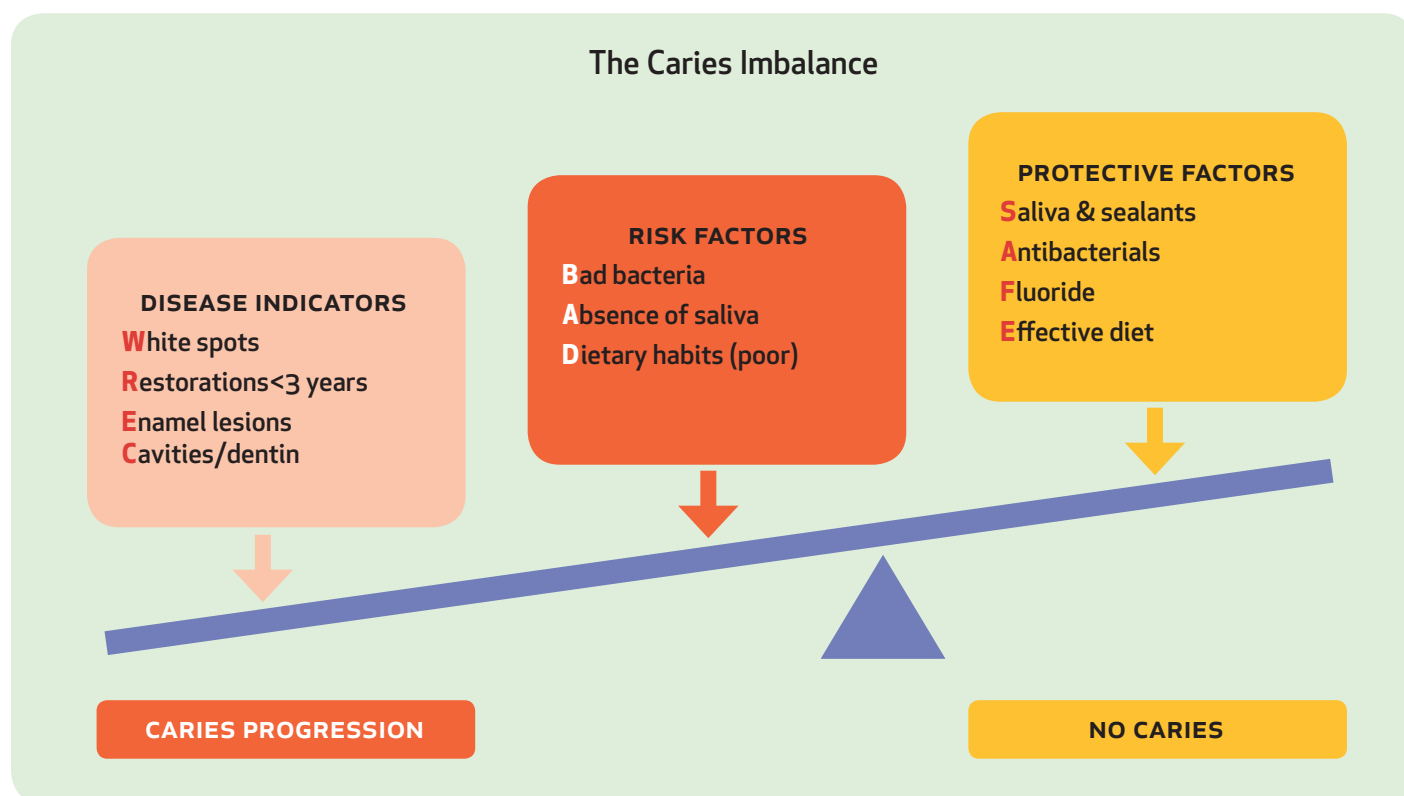 The Caries Imbalance
DISEASE INDICATORS
White spots
Restorations<3 years
Enamel lesions
Cavities/dentin
RISK FACTORS
Bad bacteria
Absence of saliva
Dietary habits (poor)
PROTECTIVE FACTORS
Saliva & sealants
Antibacterials
Fluoride
Effective diet
CARIES PROGRESSION
NO CARIES